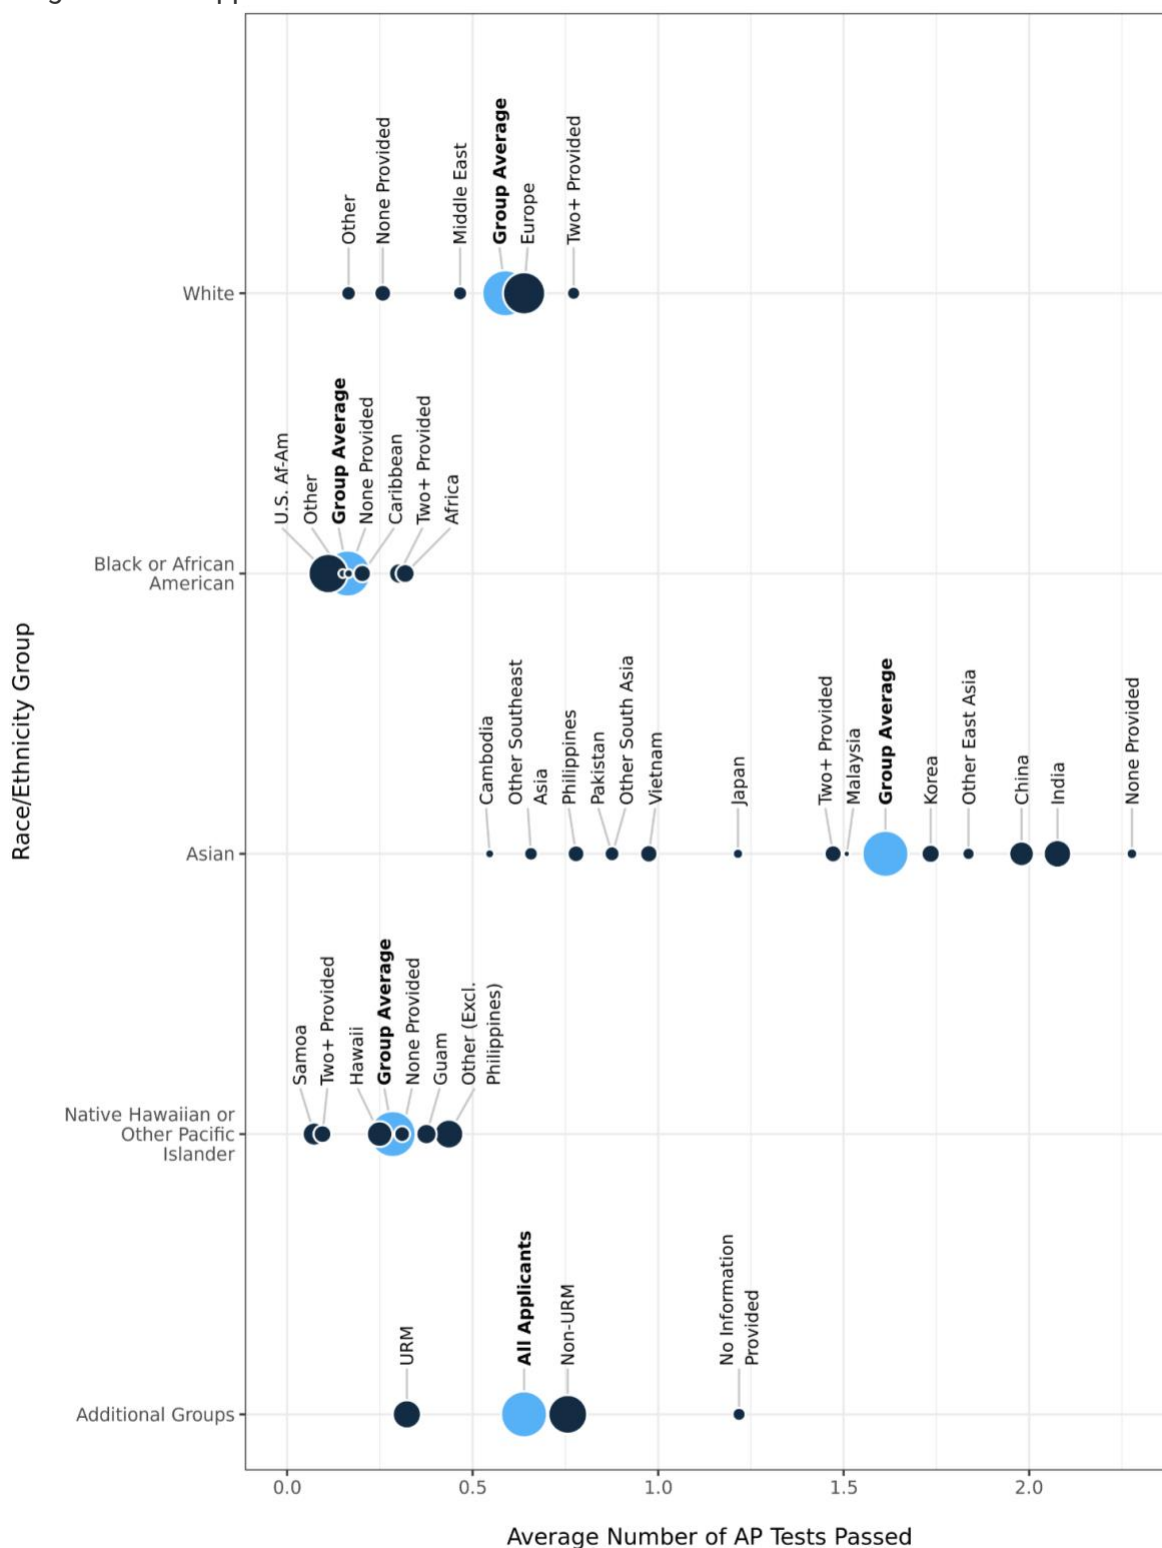 Other
None Provided
Middle East
Group Average
Europe
Two+ Provided
White
U.S. Af-Am
Other
Group Average
None Provided
Caribbean
Two+ Provided
Africa
Black or African
American
Cambodia
Other Southeast
Asia
Philippines
Pakistan
Other South Asia
Vietnam
Japan
Two+ Provided
Malaysia
Group Average
Korea
Other East Asia
China
India
None Provided
Asian
Race/Ethnicity Group
Samoa
Two+ Provided
Hawaii
Group Average
None Provided
Guam
Other (Excl.
Philippines)
Native Hawaiian or
Other Pacific
Islander
URM
All Applicants
Non-URM
No Information
Provided
Additional Groups
0.0
0.5
1.0
1.5
2.0
Average Number of AP Tests Passed